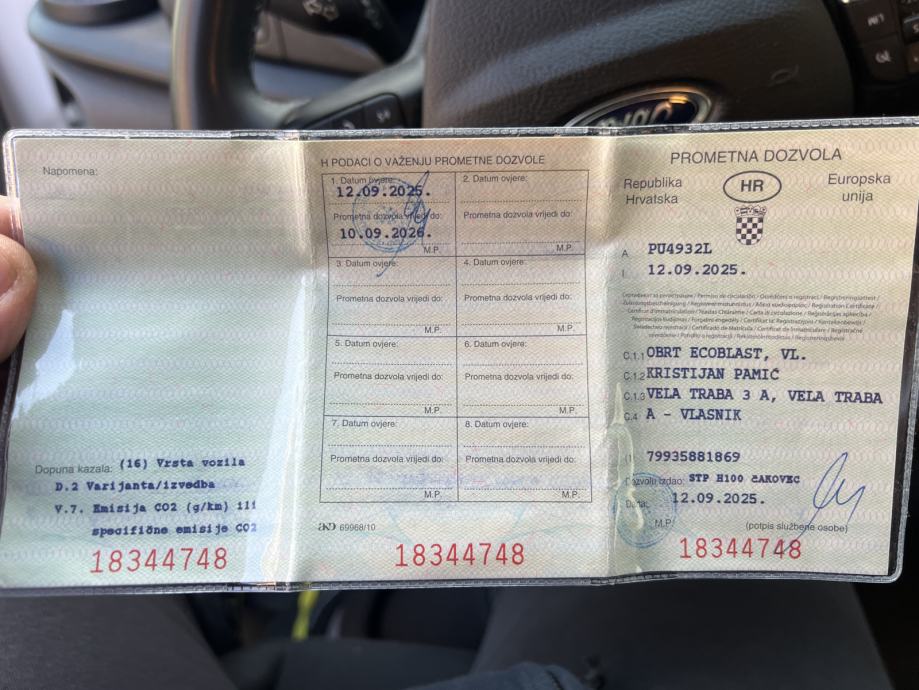 Napomena:
Dopuna kazala: (16) Vrsta vozila
D.2 Varijanta/izvedba
V.7. Emisija CO2 (g/km) ili
specifične emisije CO2
18344748
H PODACI O VAŽENJU PROMETNE DOZVOLE
1. Datum ovjere:
12.09.2025.
Prometna dozvola vrijedi do:
10.09.2026.
M.P.
2. Datum ovjere:
Prometna dozvola vrijedi do:
M.P.
3. Datum ovjere:
Prometna dozvola vrijedi do:
M.P.
4. Datum ovjere:
Prometna dozvola vrijedi do:
M.P.
5. Datum ovjere:
Prometna dozvola vrijedi do:
M.P.
6. Datum ovjere:
Prometna dozvola vrijedi do:
M.P.
7. Datum ovjere:
Prometna dozvola vrijedi do:
M.P.
8. Datum ovjere:
Prometna dozvola vrijedi do:
M.P.
AKD 69968/10
18344748
PROMETNA DOZVOLA
Republika
Hrvatska
HR
Europska
unija
A PU4932L
I 12.09.2025.
C.1.1 OBRT ECOBLAST, VL.
C.1.2 KRISTIJAN PAMIĆ
C.1.3 VELA TRABA 3 A, VELA TRABA
C.4 A - VLASNIK
79935881869
Dozvolu izdao: STP H100 ČAKOVEC
Dana: 12.09.2025.
M.P.
(potpis službene osobe)
18344748